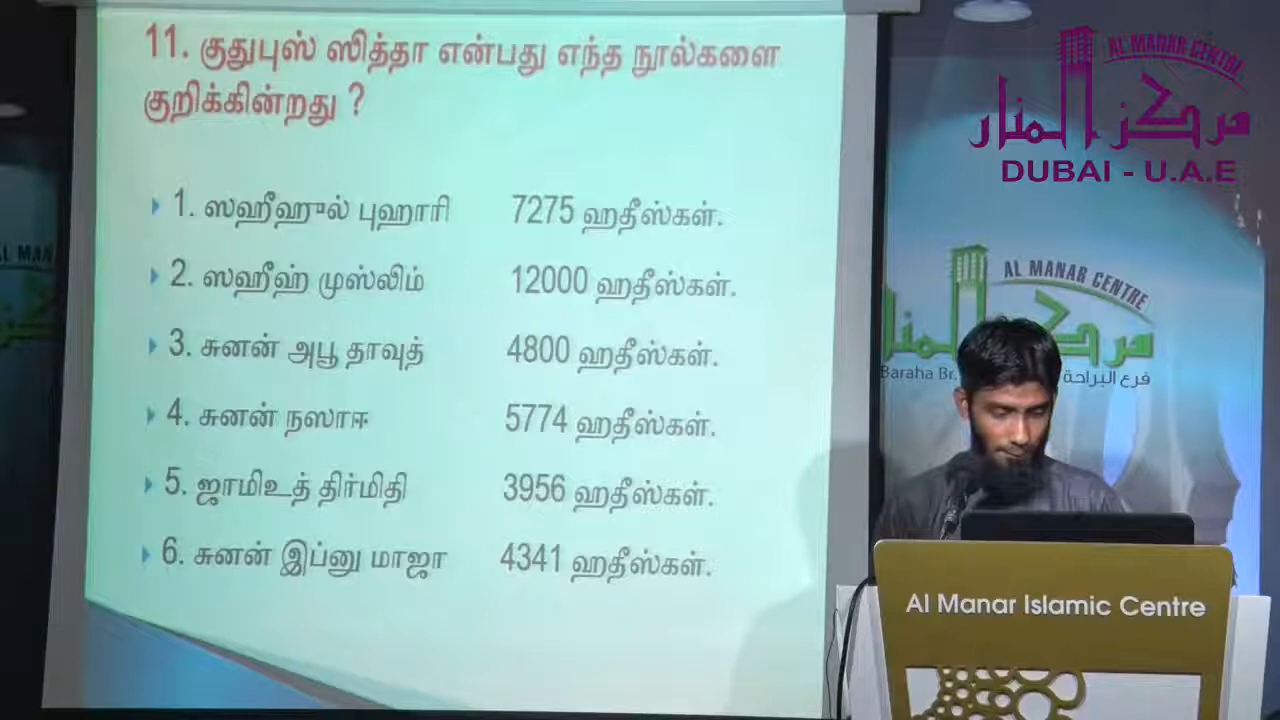 11. குதுபுஸ் ஸித்தா என்பது எந்த நூல்களை
குறிக்கின்றது ?
1. ஸஹீஹுல் புஹாரி 7275 ஹதீஸ்கள்.
2. ஸஹீஹ் முஸ்லிம் 12000 ஹதீஸ்கள்.
3. சுனன் அபூ தாவுத் 4800 ஹதீஸ்கள்.
4. சுனன் நஸாஈ 5774 ஹதீஸ்கள்.
5. ஜாமிஉத் திர்மிதி 3956 ஹதீஸ்கள்.
6. சுனன் இப்னு மாஜா 4341 ஹதீஸ்கள்.
AL MANAR CENTRE
مركز المنار
DUBAI - U.A.E
AL MANAR CENTRE
مركز المنار
Baraha Br. فرع البراحة
Al Manar Islamic Centre
AL MAN